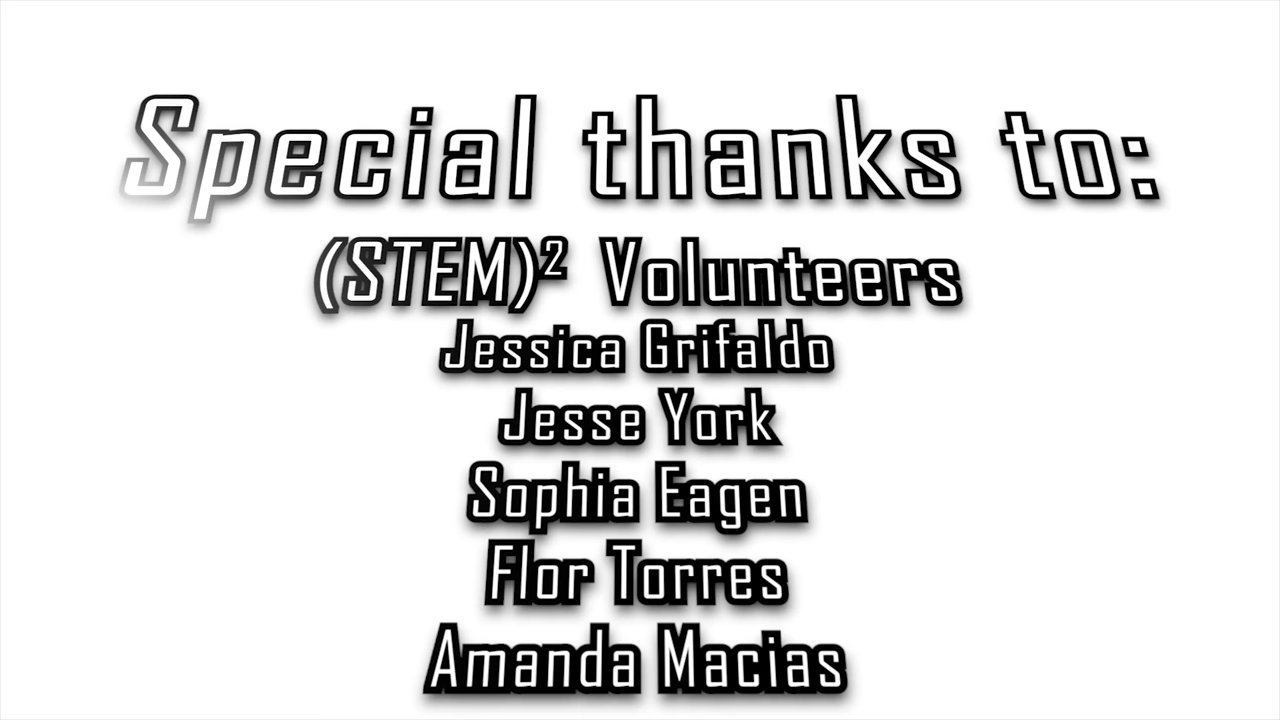 Special thanks to:
(STEM)² Volunteers
Jessica Grifaldo
Jesse York
Sophia Eagen
Flor Torres
Amanda Macias